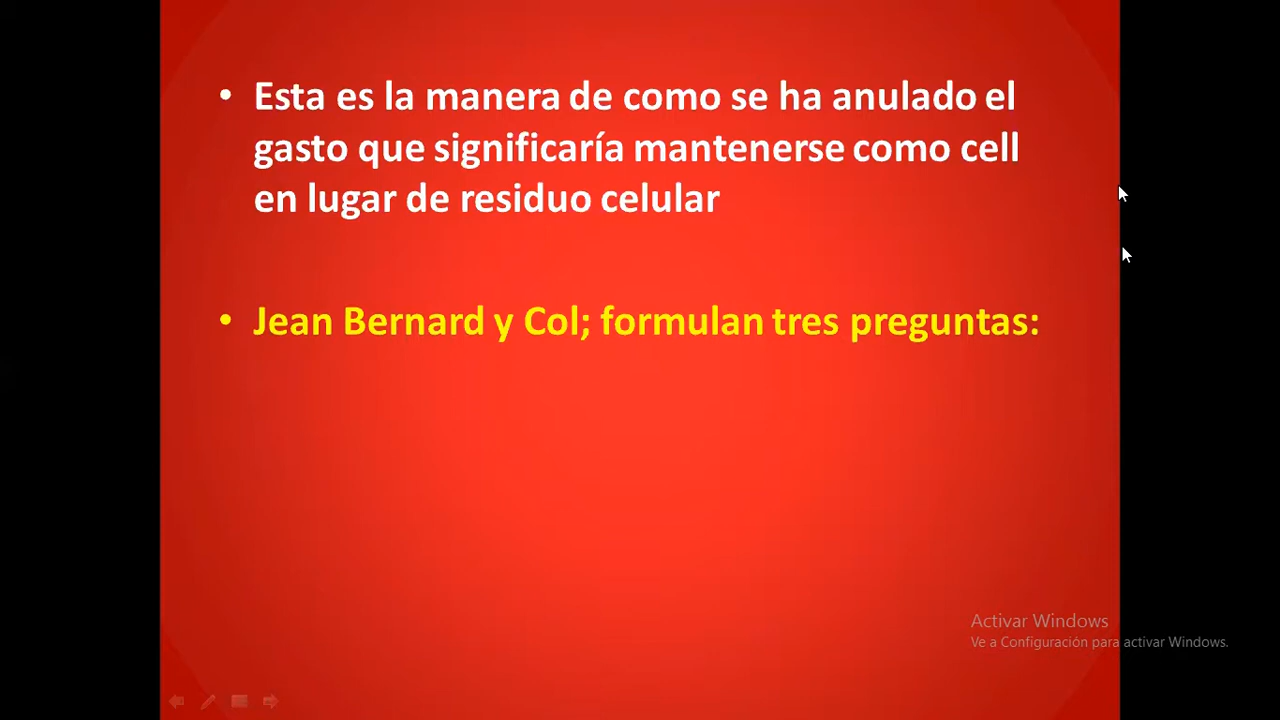 • Esta es la manera de como se ha anulado el
gasto que significaría mantenerse como cell
en lugar de residuo celular
• Jean Bernard y Col; formulan tres preguntas:
Activar Windows
Ve a Configuración para activar Windows.